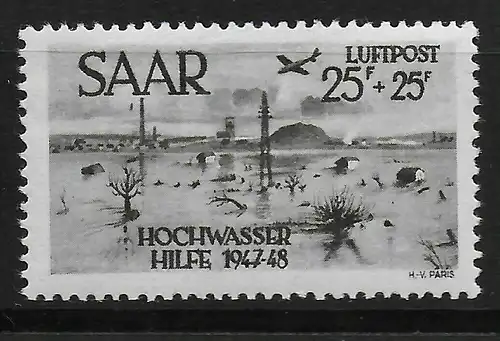 SAAR
LUFTPOST
25F + 25F
HOCHWASSER
HILFE 1947-48
H.-V. PARIS